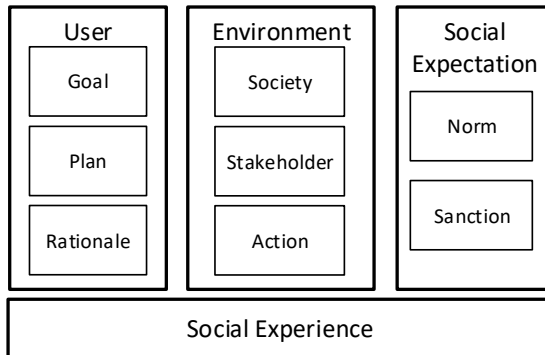 User
Goal
Plan
Rationale
Environment
Society
Stakeholder
Action
Social
Expectation
Norm
Sanction
Social Experience